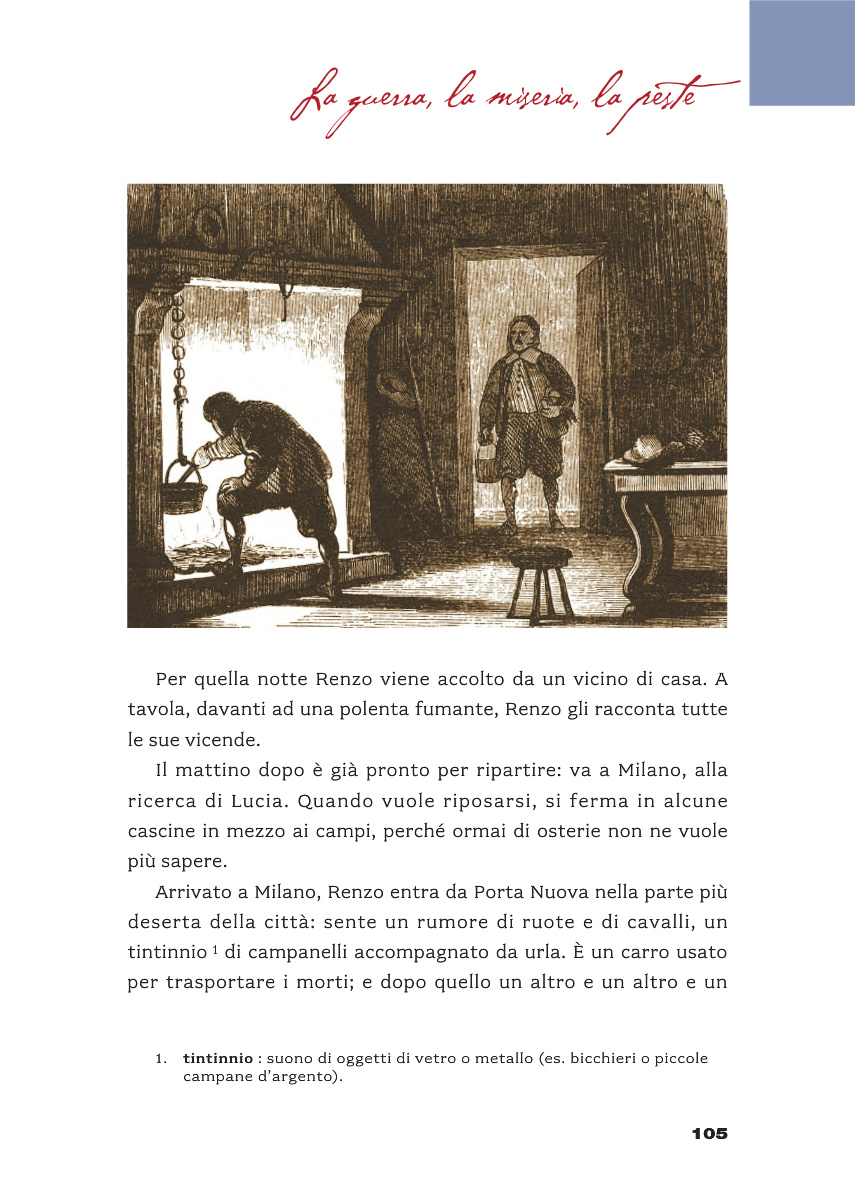 La guerra, la miseria, la peste
Per quella notte Renzo viene accolto da un vicino di casa. A
tavola, davanti ad una polenta fumante, Renzo gli racconta tutte
le sue vicende.
Il mattino dopo è già pronto per ripartire: va a Milano, alla
ricerca di Lucia. Quando vuole riposarsi, si ferma in alcune
cascine in mezzo ai campi, perché ormai di osterie non ne vuole
più sapere.
Arrivato a Milano, Renzo entra da Porta Nuova nella parte più
deserta della città: sente un rumore di ruote e di cavalli, un
tintinnio 1 di campanelli accompagnato da urla. È un carro usato
per trasportare i morti; e dopo quello un altro e un altro e un
1. tintinnio : suono di oggetti di vetro o metallo (es. bicchieri o piccole
campane d'argento).
105